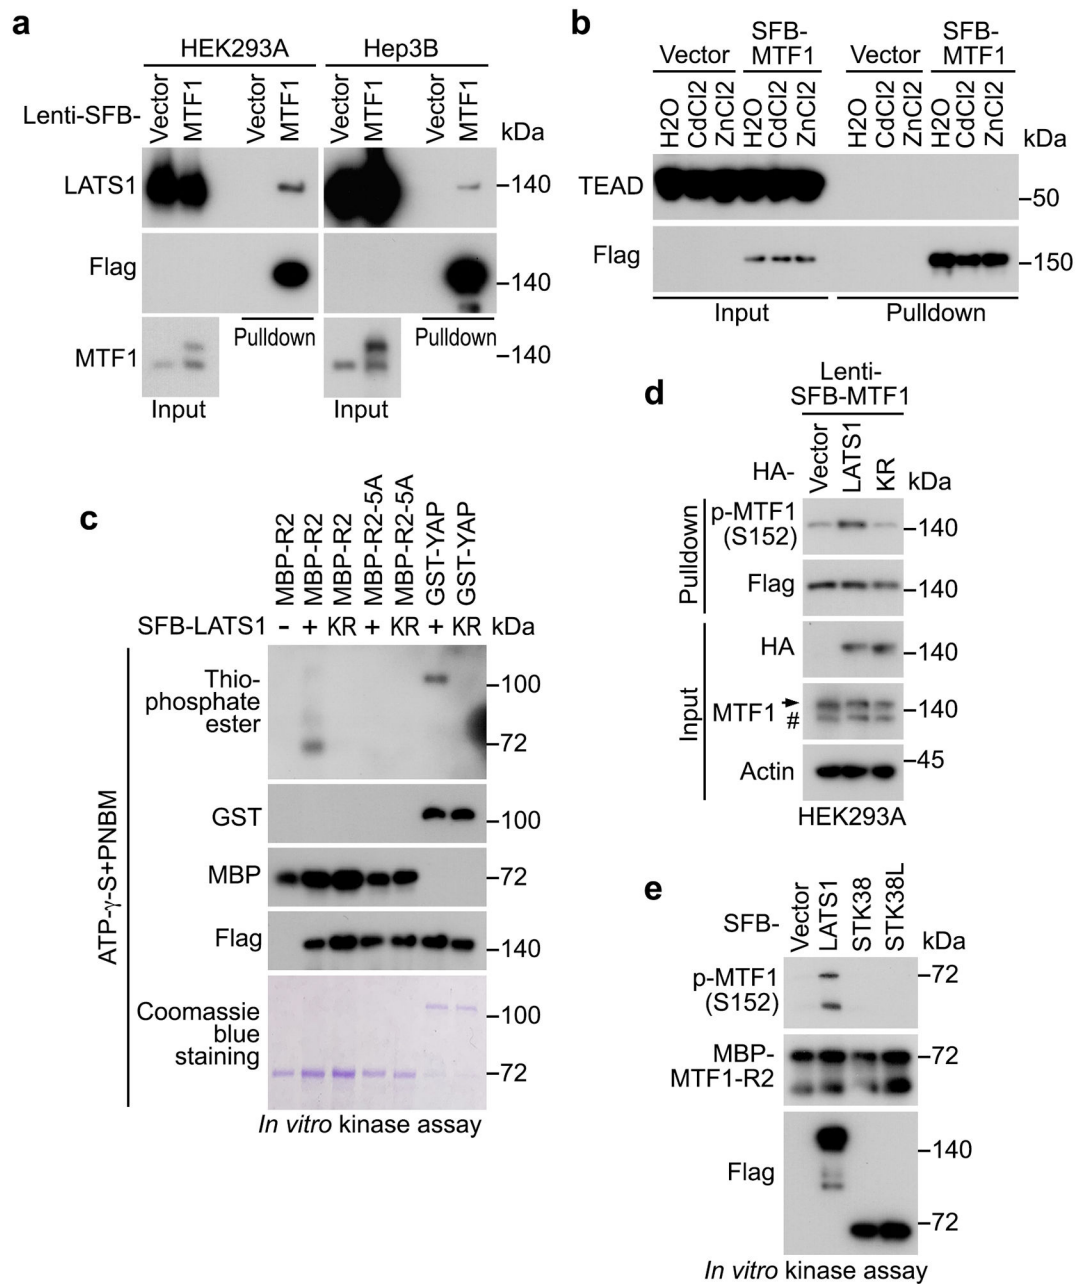 a
HEK293A
Hep3B
Lenti-SFB-
Vector
MTF1
Vector
MTF1
Vector
MTF1
Vector
MTF1
kDa
LATS1
–140
Flag
–140
Pulldown
Pulldown
MTF1
–140
Input
Input
b
Vector
SFB-
MTF1
Vector
SFB-
MTF1
H2O
CdCl2
ZnCl2
H2O
CdCl2
ZnCl2
H2O
CdCl2
ZnCl2
H2O
CdCl2
ZnCl2
kDa
TEAD
–50
Flag
–150
Input
Pulldown
c
MBP-R2
MBP-R2
MBP-R2
MBP-R2-5A
MBP-R2-5A
GST-YAP
GST-YAP
SFB-LATS1 – + KR + KR + KR kDa
ATP-γ-S+PNBM
Thio-
phosphate
ester
–100
–72
GST
–100
MBP
–72
Flag
–140
Coomassie
blue
staining
–100
–72
In vitro kinase assay
d
Lenti-
SFB-MTF1
HA-
Vector
LATS1
KR
kDa
Pulldown
p-MTF1
(S152)
–140
Flag
–140
Input
HA
–140
MTF1
#
–140
Actin
–45
HEK293A
e
SFB-
Vector
LATS1
STK38
STK38L
kDa
p-MTF1
(S152)
–72
MBP-
MTF1-R2
–72
Flag
–140
–72
In vitro kinase assay